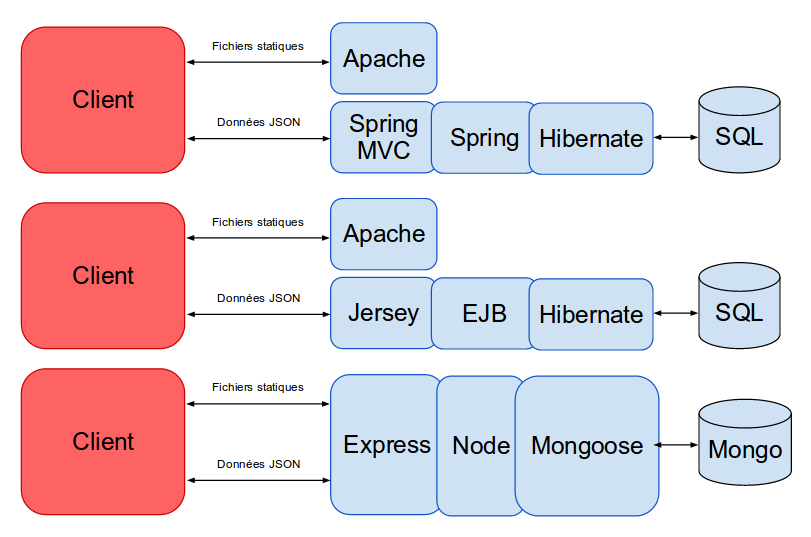 Client
Fichiers statiques
Apache
Données JSON
Spring
MVC
Spring
Hibernate
SQL
Client
Fichiers statiques
Apache
Données JSON
Jersey
EJB
Hibernate
SQL
Client
Fichiers statiques
Données JSON
Express
Node
Mongoose
Mongo